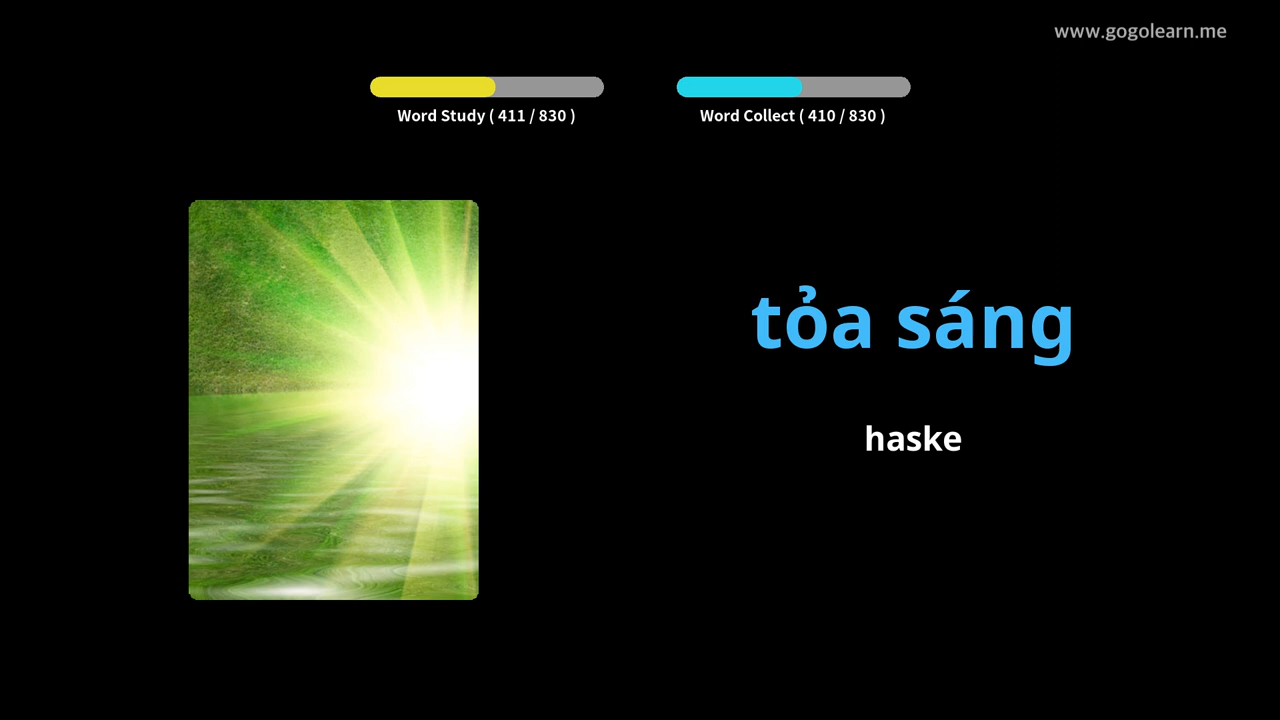 www.gogolearn.me
Word Study ( 411 / 830 )
Word Collect ( 410 / 830 )
tỏa sáng
haske